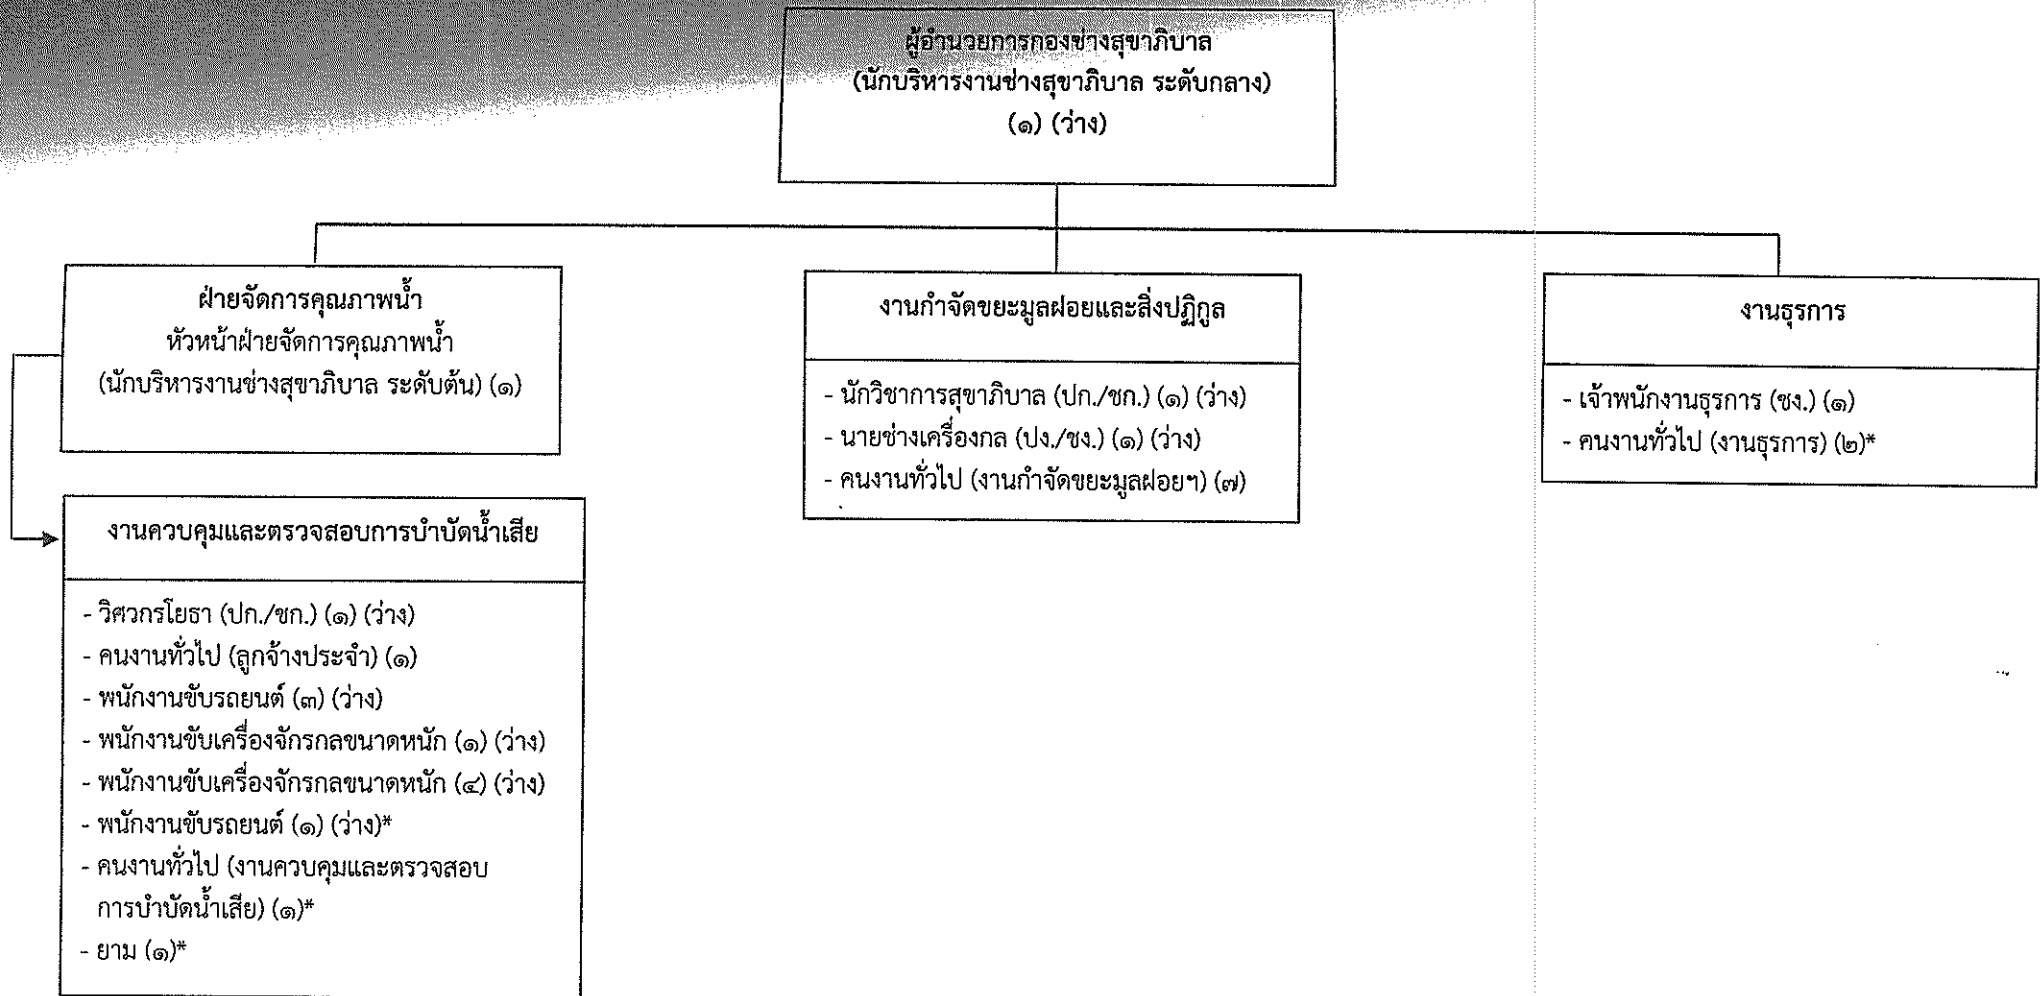 ผู้อำนวยการกองช่างสุขาภิบาล
(นักบริหารงานช่างสุขาภิบาล ระดับกลาง)
(๑) (ว่าง)
ฝ่ายจัดการคุณภาพน้ำ
หัวหน้าฝ่ายจัดการคุณภาพน้ำ
(นักบริหารงานช่างสุขาภิบาล ระดับต้น) (๑)
งานควบคุมและตรวจสอบการบำบัดน้ำเสีย
- วิศวกรโยธา (ปก./ชก.) (๑) (ว่าง)
- คนงานทั่วไป (ลูกจ้างประจำ) (๑)
- พนักงานขับรถยนต์ (๓) (ว่าง)
- พนักงานขับเครื่องจักรกลขนาดหนัก (๑) (ว่าง)
- พนักงานขับเครื่องจักรกลขนาดหนัก (๔) (ว่าง)
- พนักงานขับรถยนต์ (๑) (ว่าง)*
- คนงานทั่วไป (งานควบคุมและตรวจสอบ
การบำบัดน้ำเสีย) (๑)*
- ยาม (๑)*
งานกำจัดขยะมูลฝอยและสิ่งปฏิกูล
- นักวิชาการสุขาภิบาล (ปก./ชก.) (๑) (ว่าง)
- นายช่างเครื่องกล (ปง./ชง.) (๑) (ว่าง)
- คนงานทั่วไป (งานกำจัดขยะมูลฝอยฯ) (๗)
งานธุรการ
- เจ้าพนักงานธุรการ (ชง.) (๑)
- คนงานทั่วไป (งานธุรการ) (๒)*